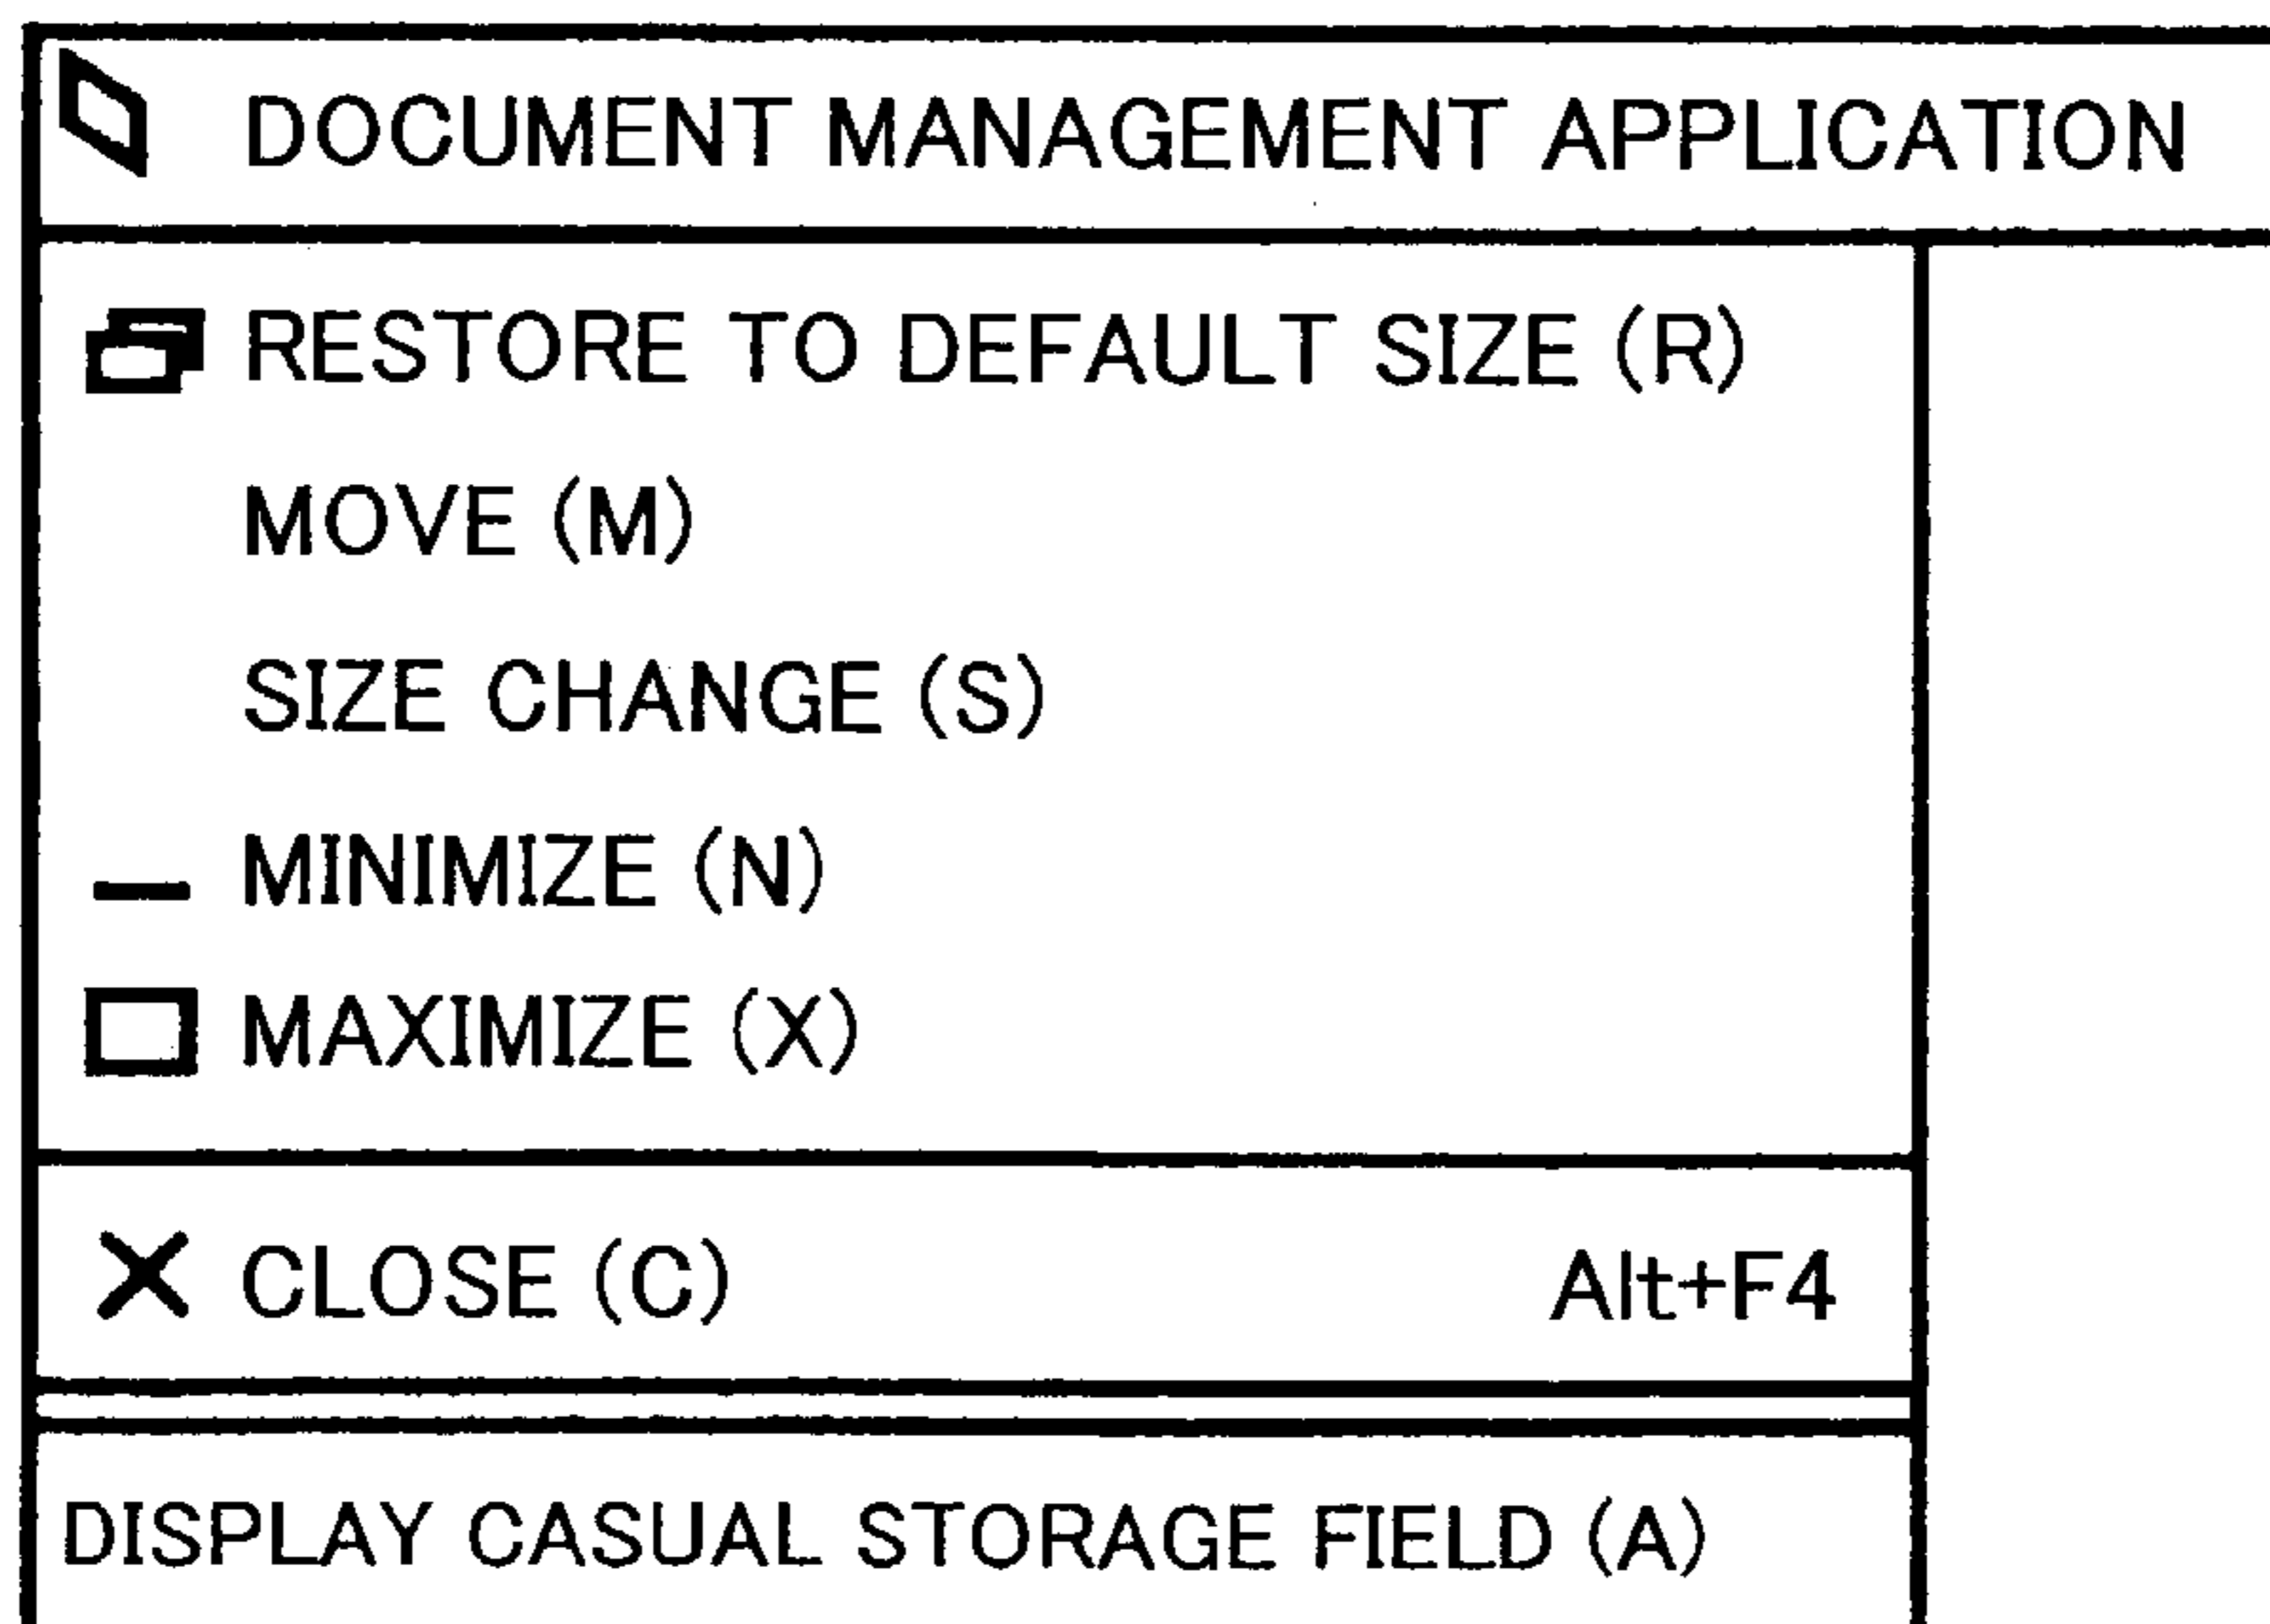 DOCUMENT MANAGEMENT APPLICATION
RESTORE TO DEFAULT SIZE (R)
MOVE (M)
SIZE CHANGE (S)
MINIMIZE (N)
MAXIMIZE (X)
CLOSE (C) Alt+F4
DISPLAY CASUAL STORAGE FIELD (A)